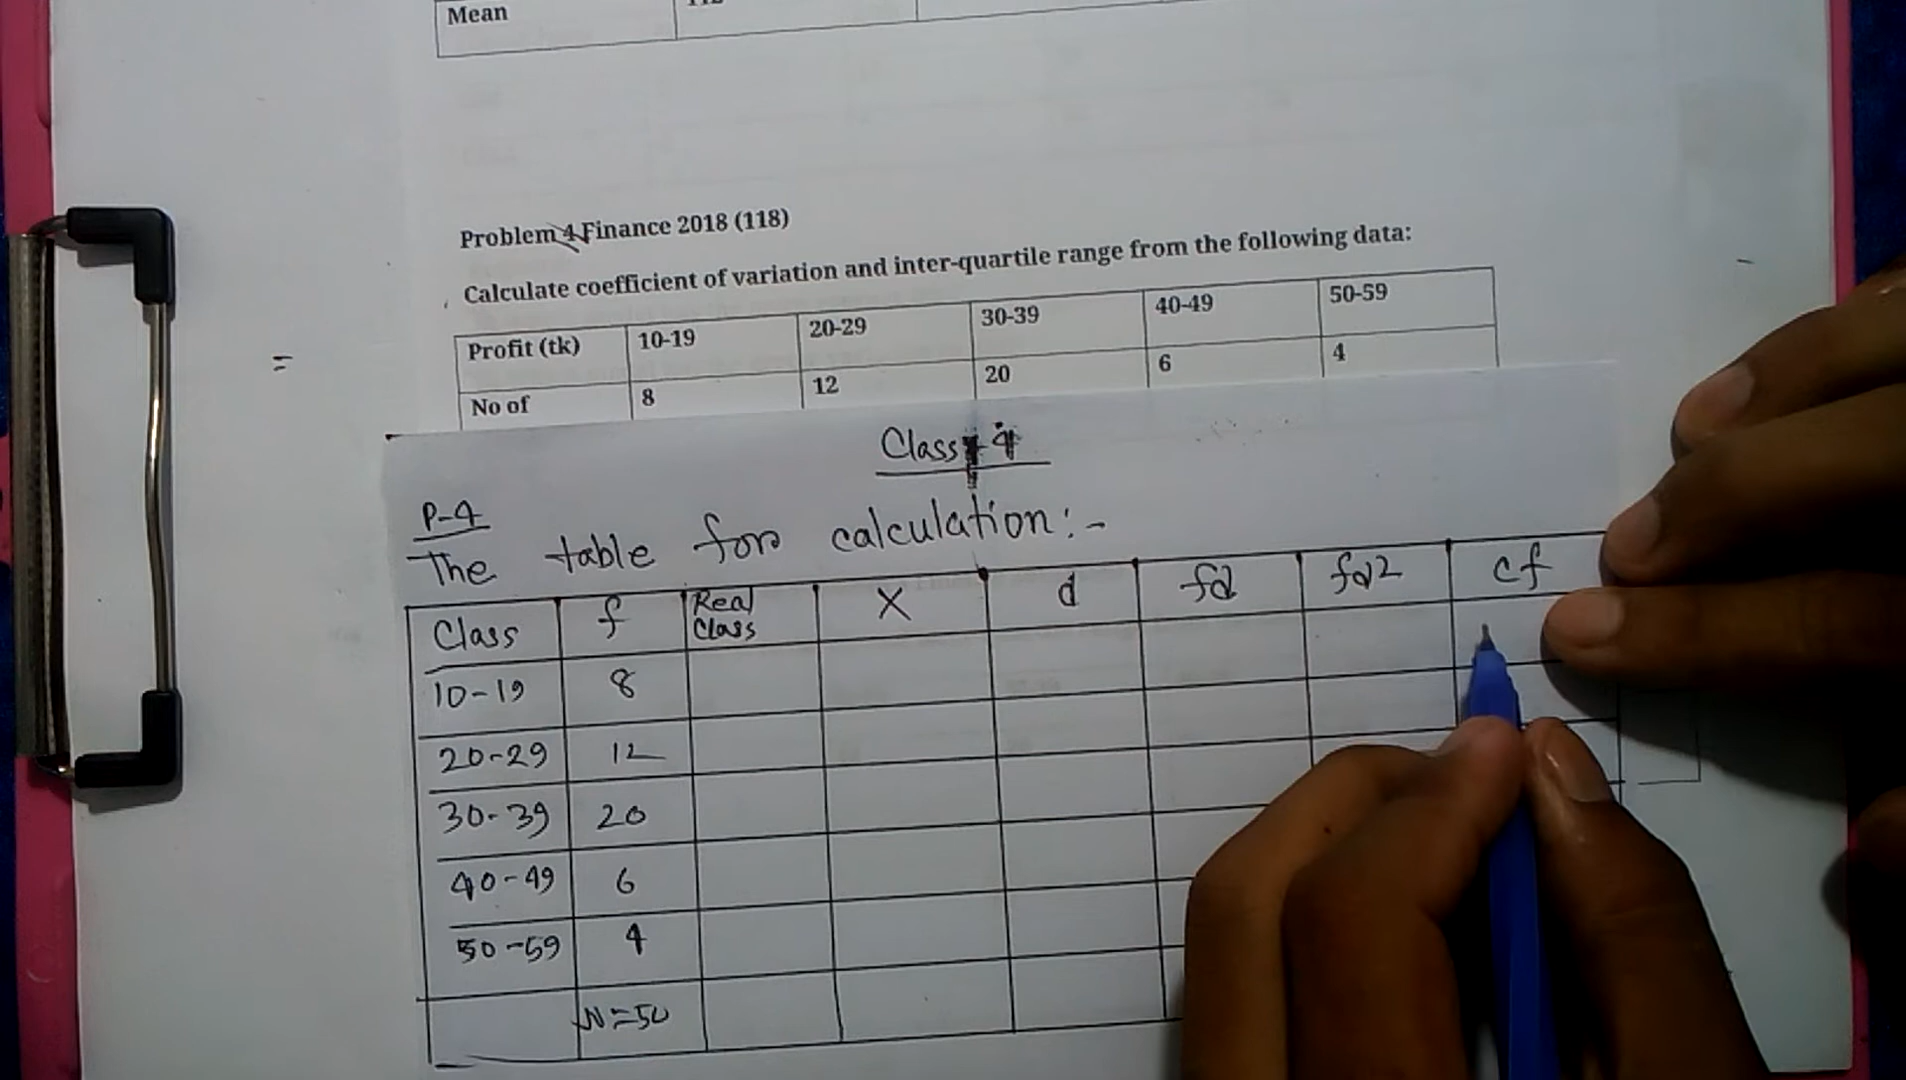 Mean
Problem 4 Finance 2018 (118)
Calculate coefficient of variation and inter-quartile range from the following data:
Profit (tk) 10-19 20-29 30-39 40-49 50-59
No of 8 12 20 6 4
Class 4
P-4
The table for calculation:-
Class f Real Class X d fd fd2 cf
10-19 8
20-29 12
30-39 20
40-49 6
50-59 4
N=50